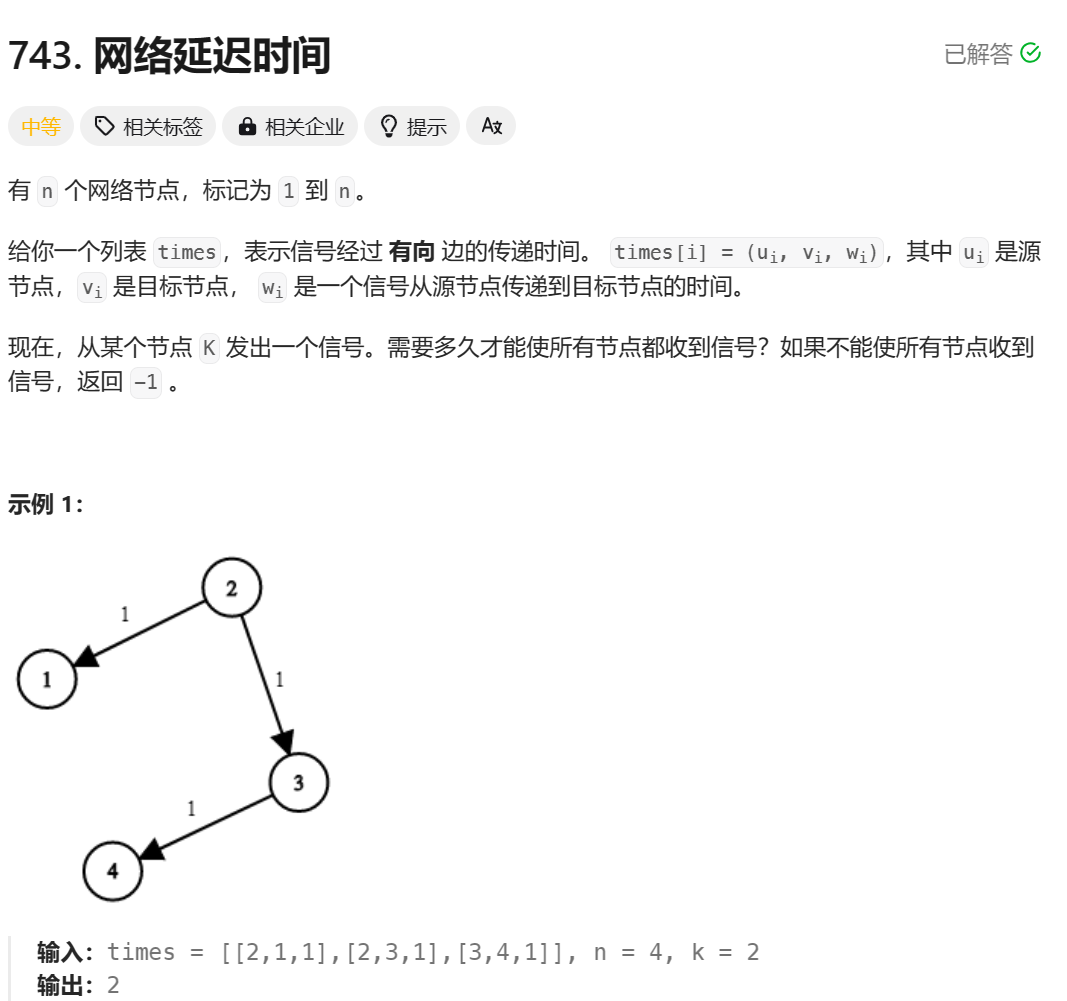 743. 网络延迟时间
已解答
中等 相关标签 相关企业 提示
有 n 个网络节点，标记为 1 到 n。
给你一个列表 times，表示信号经过 有向 边的传递时间。 times[i] = (ui, vi, wi)，其中 ui 是源
节点，vi 是目标节点， wi 是一个信号从源节点传递到目标节点的时间。
现在，从某个节点 K 发出一个信号。需要多久才能使所有节点都收到信号？如果不能使所有节点收到
信号，返回 -1 。
示例 1：
2
1
1
1
3
1
4
输入：times = [[2,1,1],[2,3,1],[3,4,1]], n = 4, k = 2
输出：2